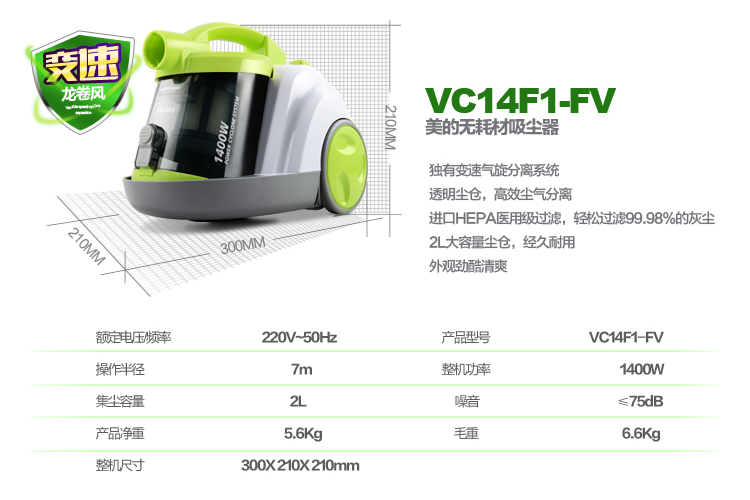 变速
龙卷风
210MM
1400W
POWER CYCLONE SYSTEM
210MM
300MM
VC14F1-FV
美的无耗材吸尘器
独有变速气旋分离系统
透明尘仓，高效尘气分离
进口HEPA医用级过滤，轻松过滤99.98%的灰尘
2L大容量尘仓，经久耐用
外观劲酷清爽
额定电压/频率 220V~50Hz 产品型号 VC14F1-FV
操作半径 7m 整机功率 1400W
集尘容量 2L 噪音 ≤75dB
产品净重 5.6Kg 毛重 6.6Kg
整机尺寸 300X210X210mm